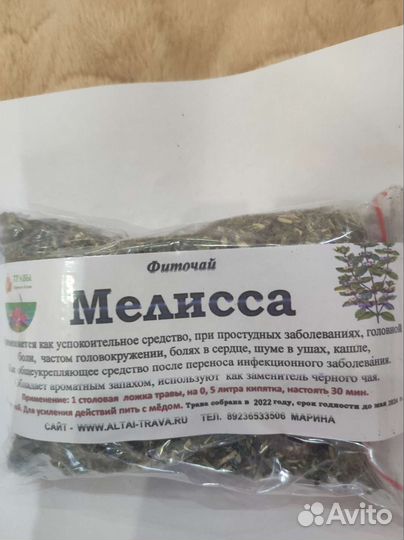 Фиточай
ТРАВЫ
Мелисса
как успокоительное средство, при простудных заболеваниях, головной
боли, частом головокружении, болях в сердце, шуме в ушах, кашле,
общеукрепляющее средство после переноса инфекционного заболевания.
ароматным запахом, используют как заменитель чёрного чая.
Применение: 1 столовая ложка травы, на 0, 5 литра кипятка, настоять 30 мин.
Для усиления действий пить с мёдом. Трава собрана в 2022 году, срок годности до мая
САЙТ - WWW.ALTAI-TRAVA.RU ТЕЛ. 89236533506 МАРИНА
Avito